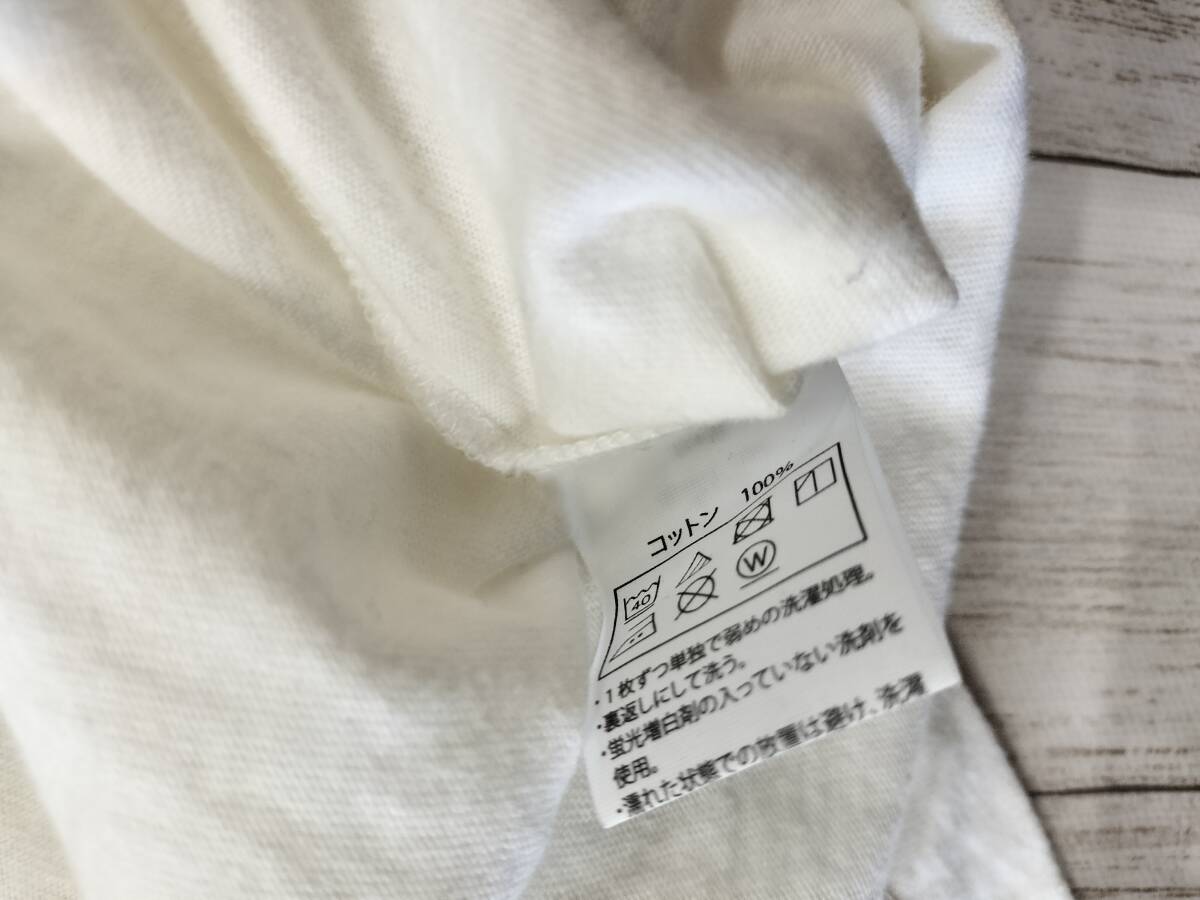 コットン 100%
40
W
・1枚ずつ単独で弱めの洗濯処理。
・裏返しにして洗う。
・蛍光増白剤の入っていない洗剤を
使用。
・濡れた状態での放置は避け、洗濯